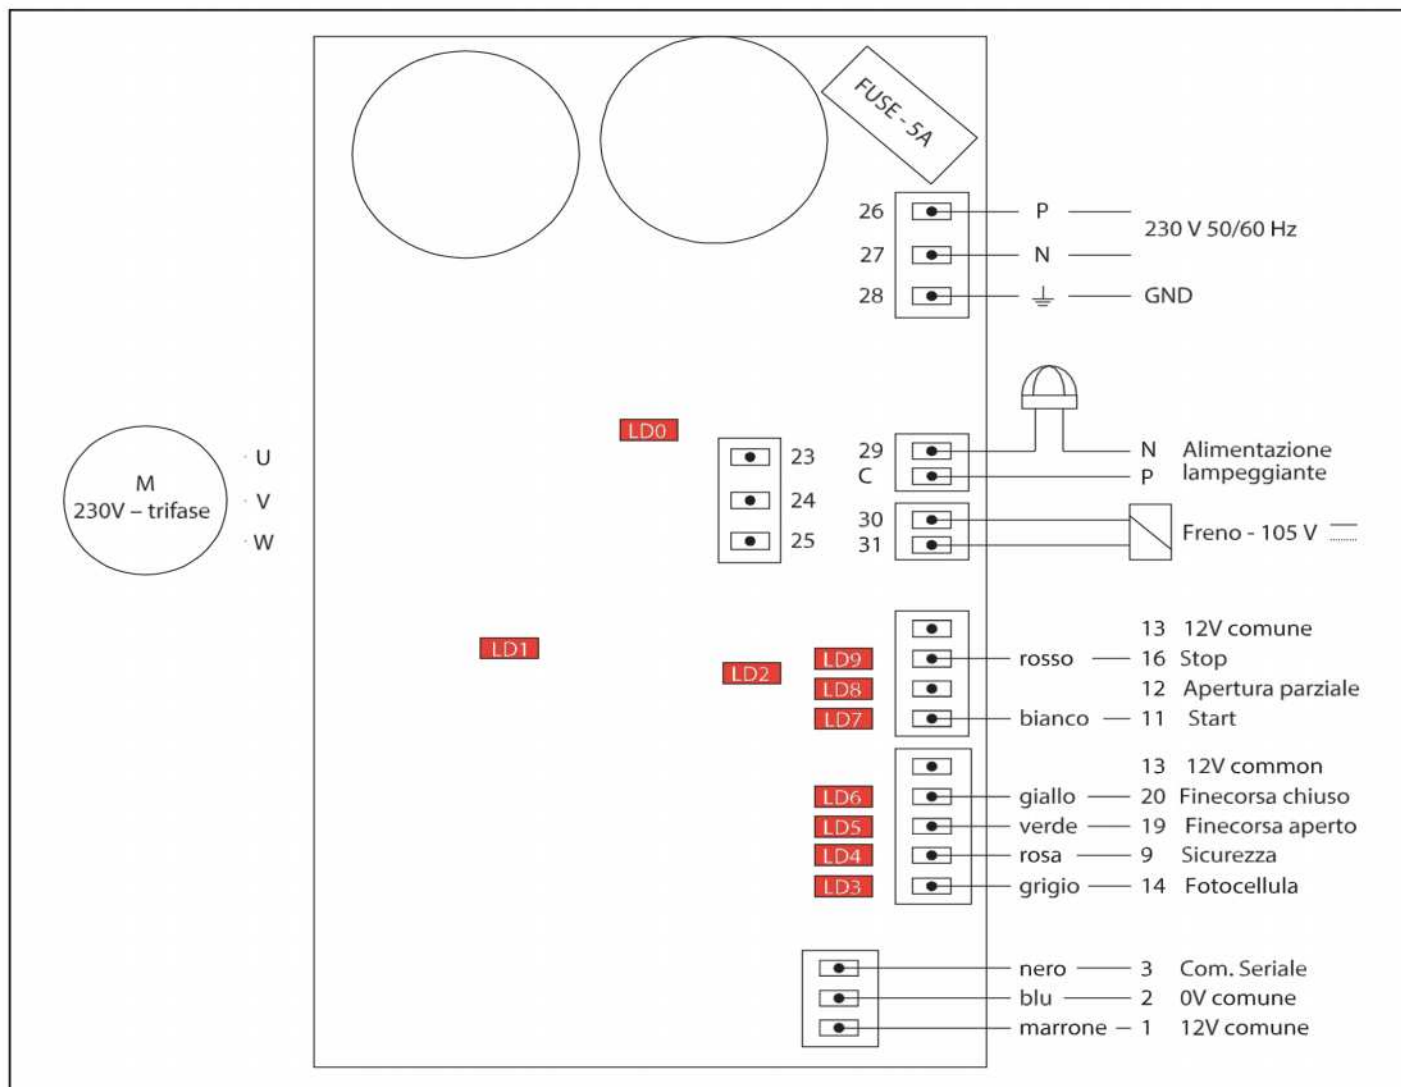 FUSE - 5A
26 P
230 V 50/60 Hz
27 N
28 GND
LD0
23
29 N Alimentazione
C P lampeggiante
M
230V – trifase
U
V
W
24
25
30
31
Freno - 105 V
13 12V comune
LD1
LD2
LD9 rosso 16 Stop
LD8 12 Apertura parziale
LD7 bianco 11 Start
13 12V common
LD6 giallo 20 Finecorsa chiuso
LD5 verde 19 Finecorsa aperto
LD4 rosa 9 Sicurezza
LD3 grigio 14 Fotocellula
nero 3 Com. Seriale
blu 2 0V comune
marrone 1 12V comune